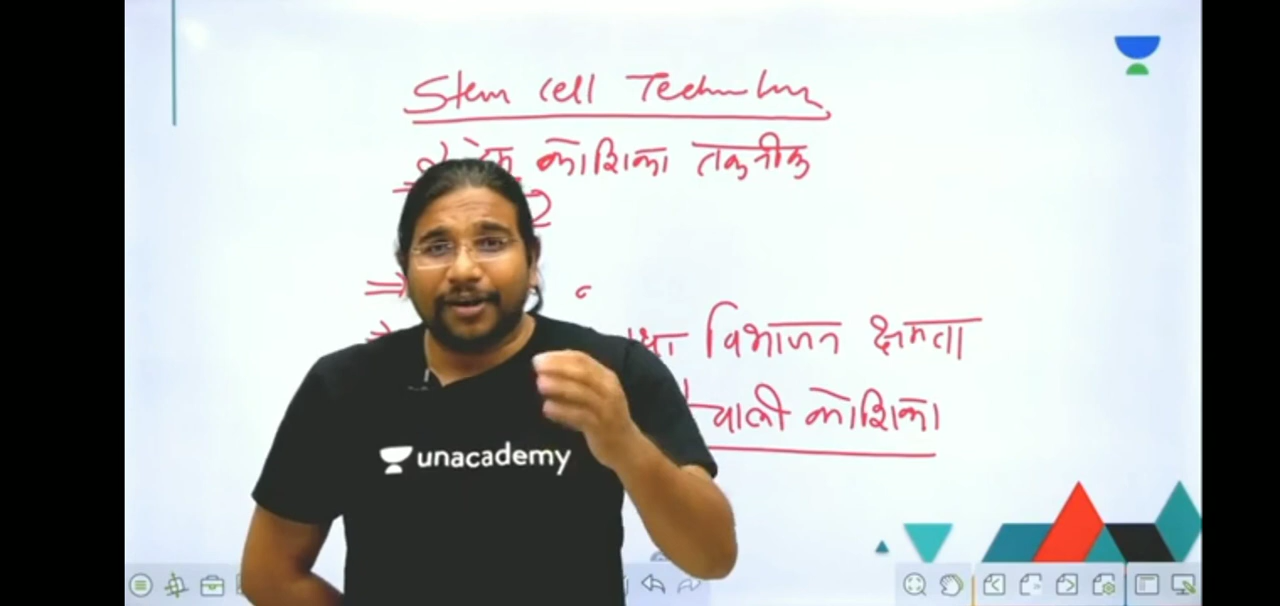 Stem cell Technology
कोशिका तकनीक
विभाजन क्षमता
वाली कोशिका
unacademy